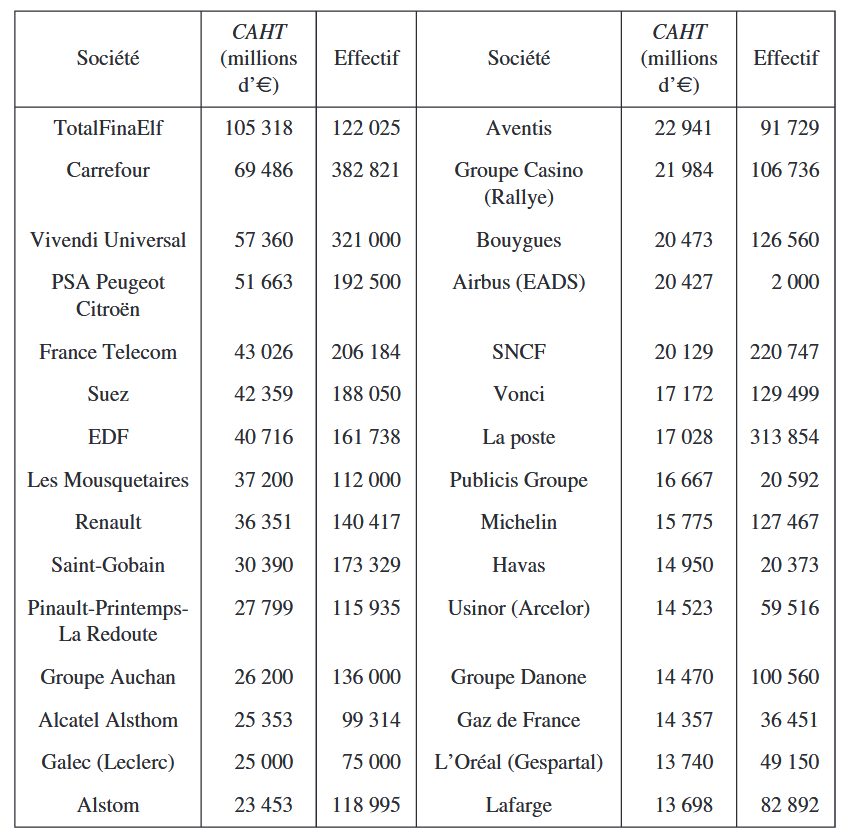 Société CAHT (millions d'€) Effectif Société CAHT (millions d'€) Effectif
TotalFinaElf 105 318 122 025 Aventis 22 941 91 729
Carrefour 69 486 382 821 Groupe Casino (Rallye) 21 984 106 736
Vivendi Universal 57 360 321 000 Bouygues 20 473 126 560
PSA Peugeot Citroën 51 663 192 500 Airbus (EADS) 20 427 2 000
France Telecom 43 026 206 184 SNCF 20 129 220 747
Suez 42 359 188 050 Vonci 17 172 129 499
EDF 40 716 161 738 La poste 17 028 313 854
Les Mousquetaires 37 200 112 000 Publicis Groupe 16 667 20 592
Renault 36 351 140 417 Michelin 15 775 127 467
Saint-Gobain 30 390 173 329 Havas 14 950 20 373
Pinault-Printemps-La Redoute 27 799 115 935 Usinor (Arcelor) 14 523 59 516
Groupe Auchan 26 200 136 000 Groupe Danone 14 470 100 560
Alcatel Alsthom 25 353 99 314 Gaz de France 14 357 36 451
Galec (Leclerc) 25 000 75 000 L'Oréal (Gespartal) 13 740 49 150
Alstom 23 453 118 995 Lafarge 13 698 82 892